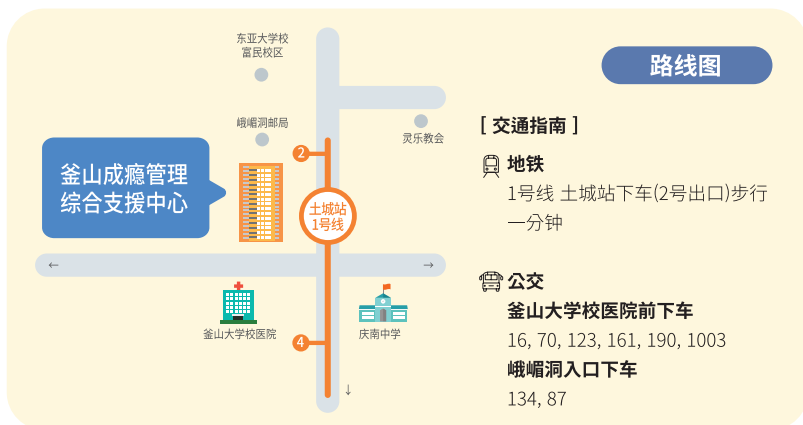 东亚大学校
富民校区
峨嵋洞邮局
灵乐教会
釜山成瘾管理
综合支援中心
2
土城站
1号线
←
→
釜山大学校医院
庆南中学
4
↓
路线图
[ 交通指南 ]
地铁
1号线 土城站下车(2号出口)步行
一分钟
公交
釜山大学校医院前下车
16, 70, 123, 161, 190, 1003
峨嵋洞入口下车
134, 87